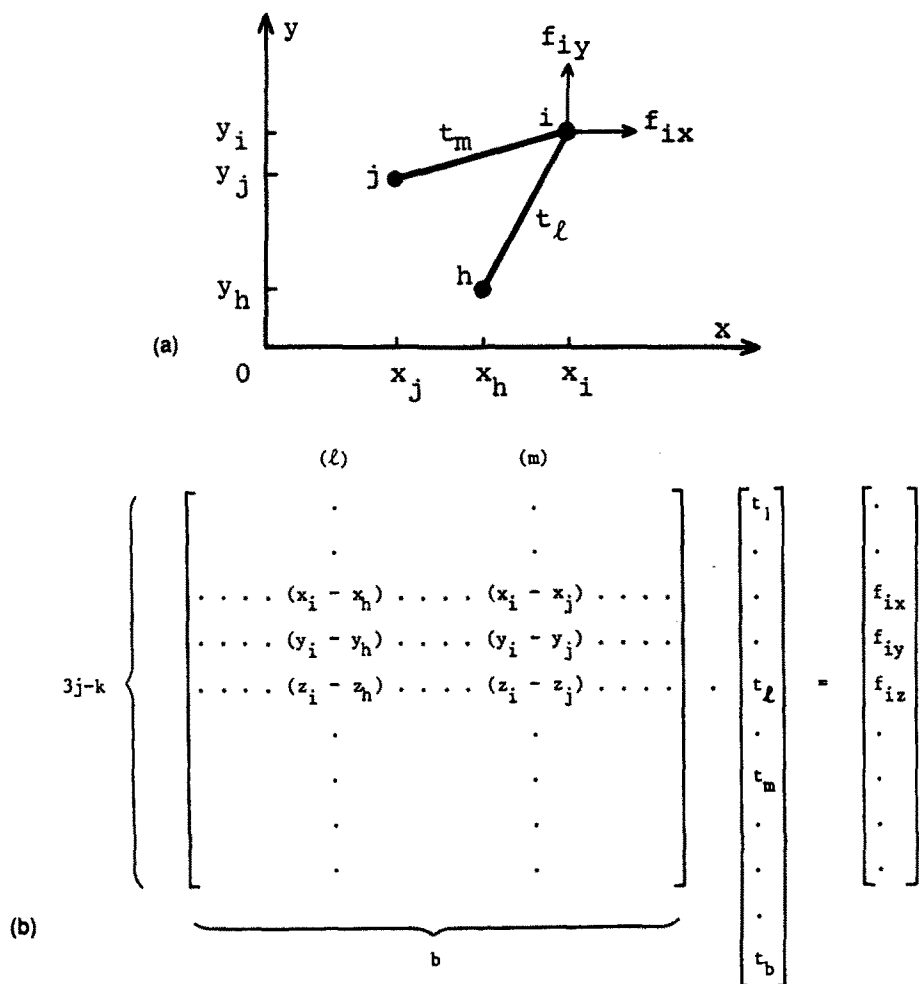 y
f_iy
i
f_ix
y_i
t_m
y_j
j
t_ℓ
y_h
h
(a)
x
0
x_j x_h x_i
(ℓ) (m)
. . t_1 .
. . . .
. . . . (x_i - x_h) . . . . (x_i - x_j) . . . . . f_ix
. . . . (y_i - y_h) . . . . (y_i - y_j) . . . . . f_iy
3j-k
. . . . (z_i - z_h) . . . . (z_i - z_j) . . . . . t_ℓ = f_iz
. . . .
. . t_m .
. . . .
. . . .
(b)
.
b
t_b